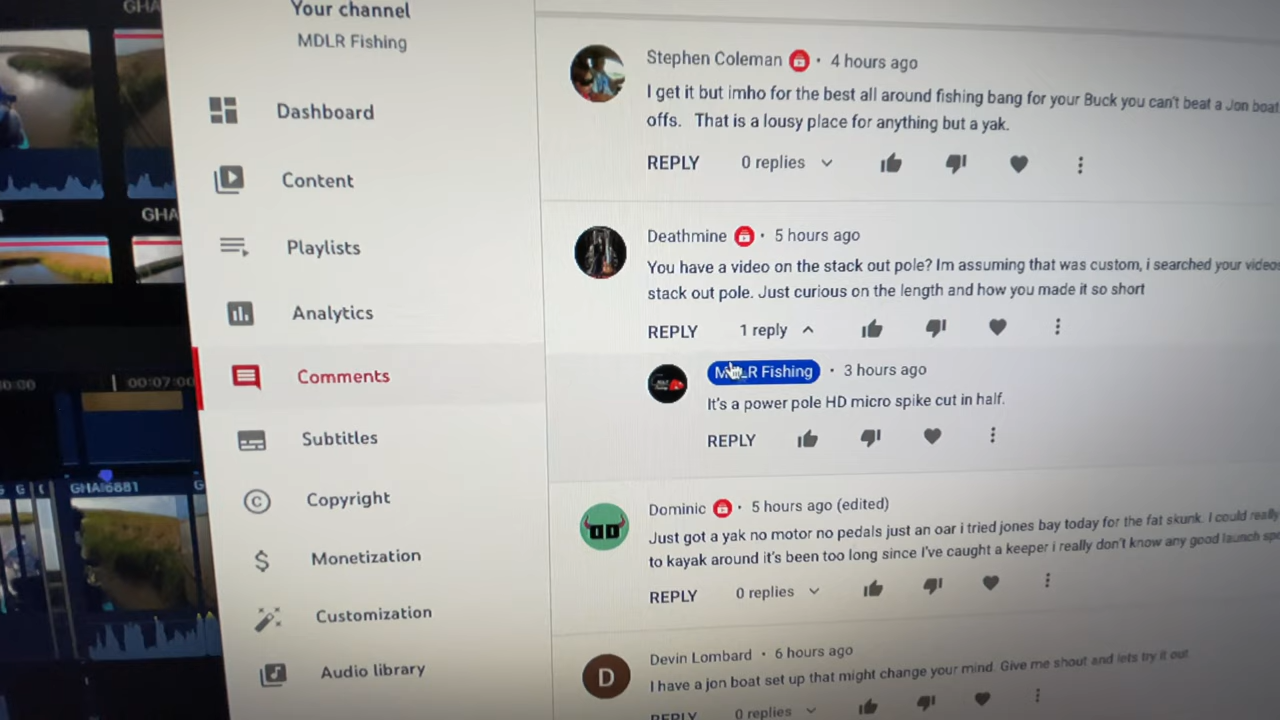 GHA
Your channel
MDLR Fishing
Dashboard
Content
GHA
Playlists
Analytics
00:07:00
Comments
Subtitles
GHAI6881
G
Copyright
Monetization
Customization
Audio library
Stephen Coleman · 4 hours ago
I get it but imho for the best all around fishing bang for your Buck you can't beat a Jon boat
offs. That is a lousy place for anything but a yak.
REPLY 0 replies
Deathmine · 5 hours ago
You have a video on the stack out pole? Im assuming that was custom, i searched your videos
stack out pole. Just curious on the length and how you made it so short
REPLY 1 reply
MDLR Fishing · 3 hours ago
It's a power pole HD micro spike cut in half.
REPLY
Dominic · 5 hours ago (edited)
Just got a yak no motor no pedals just an oar i tried jones bay today for the fat skunk. I could really
to kayak around it's been too long since I've caught a keeper i really don't know any good launch
REPLY 0 replies
D
Devin Lombard · 6 hours ago
I have a jon boat set up that might change your mind. Give me shout and lets try it out
REPLY 0 replies